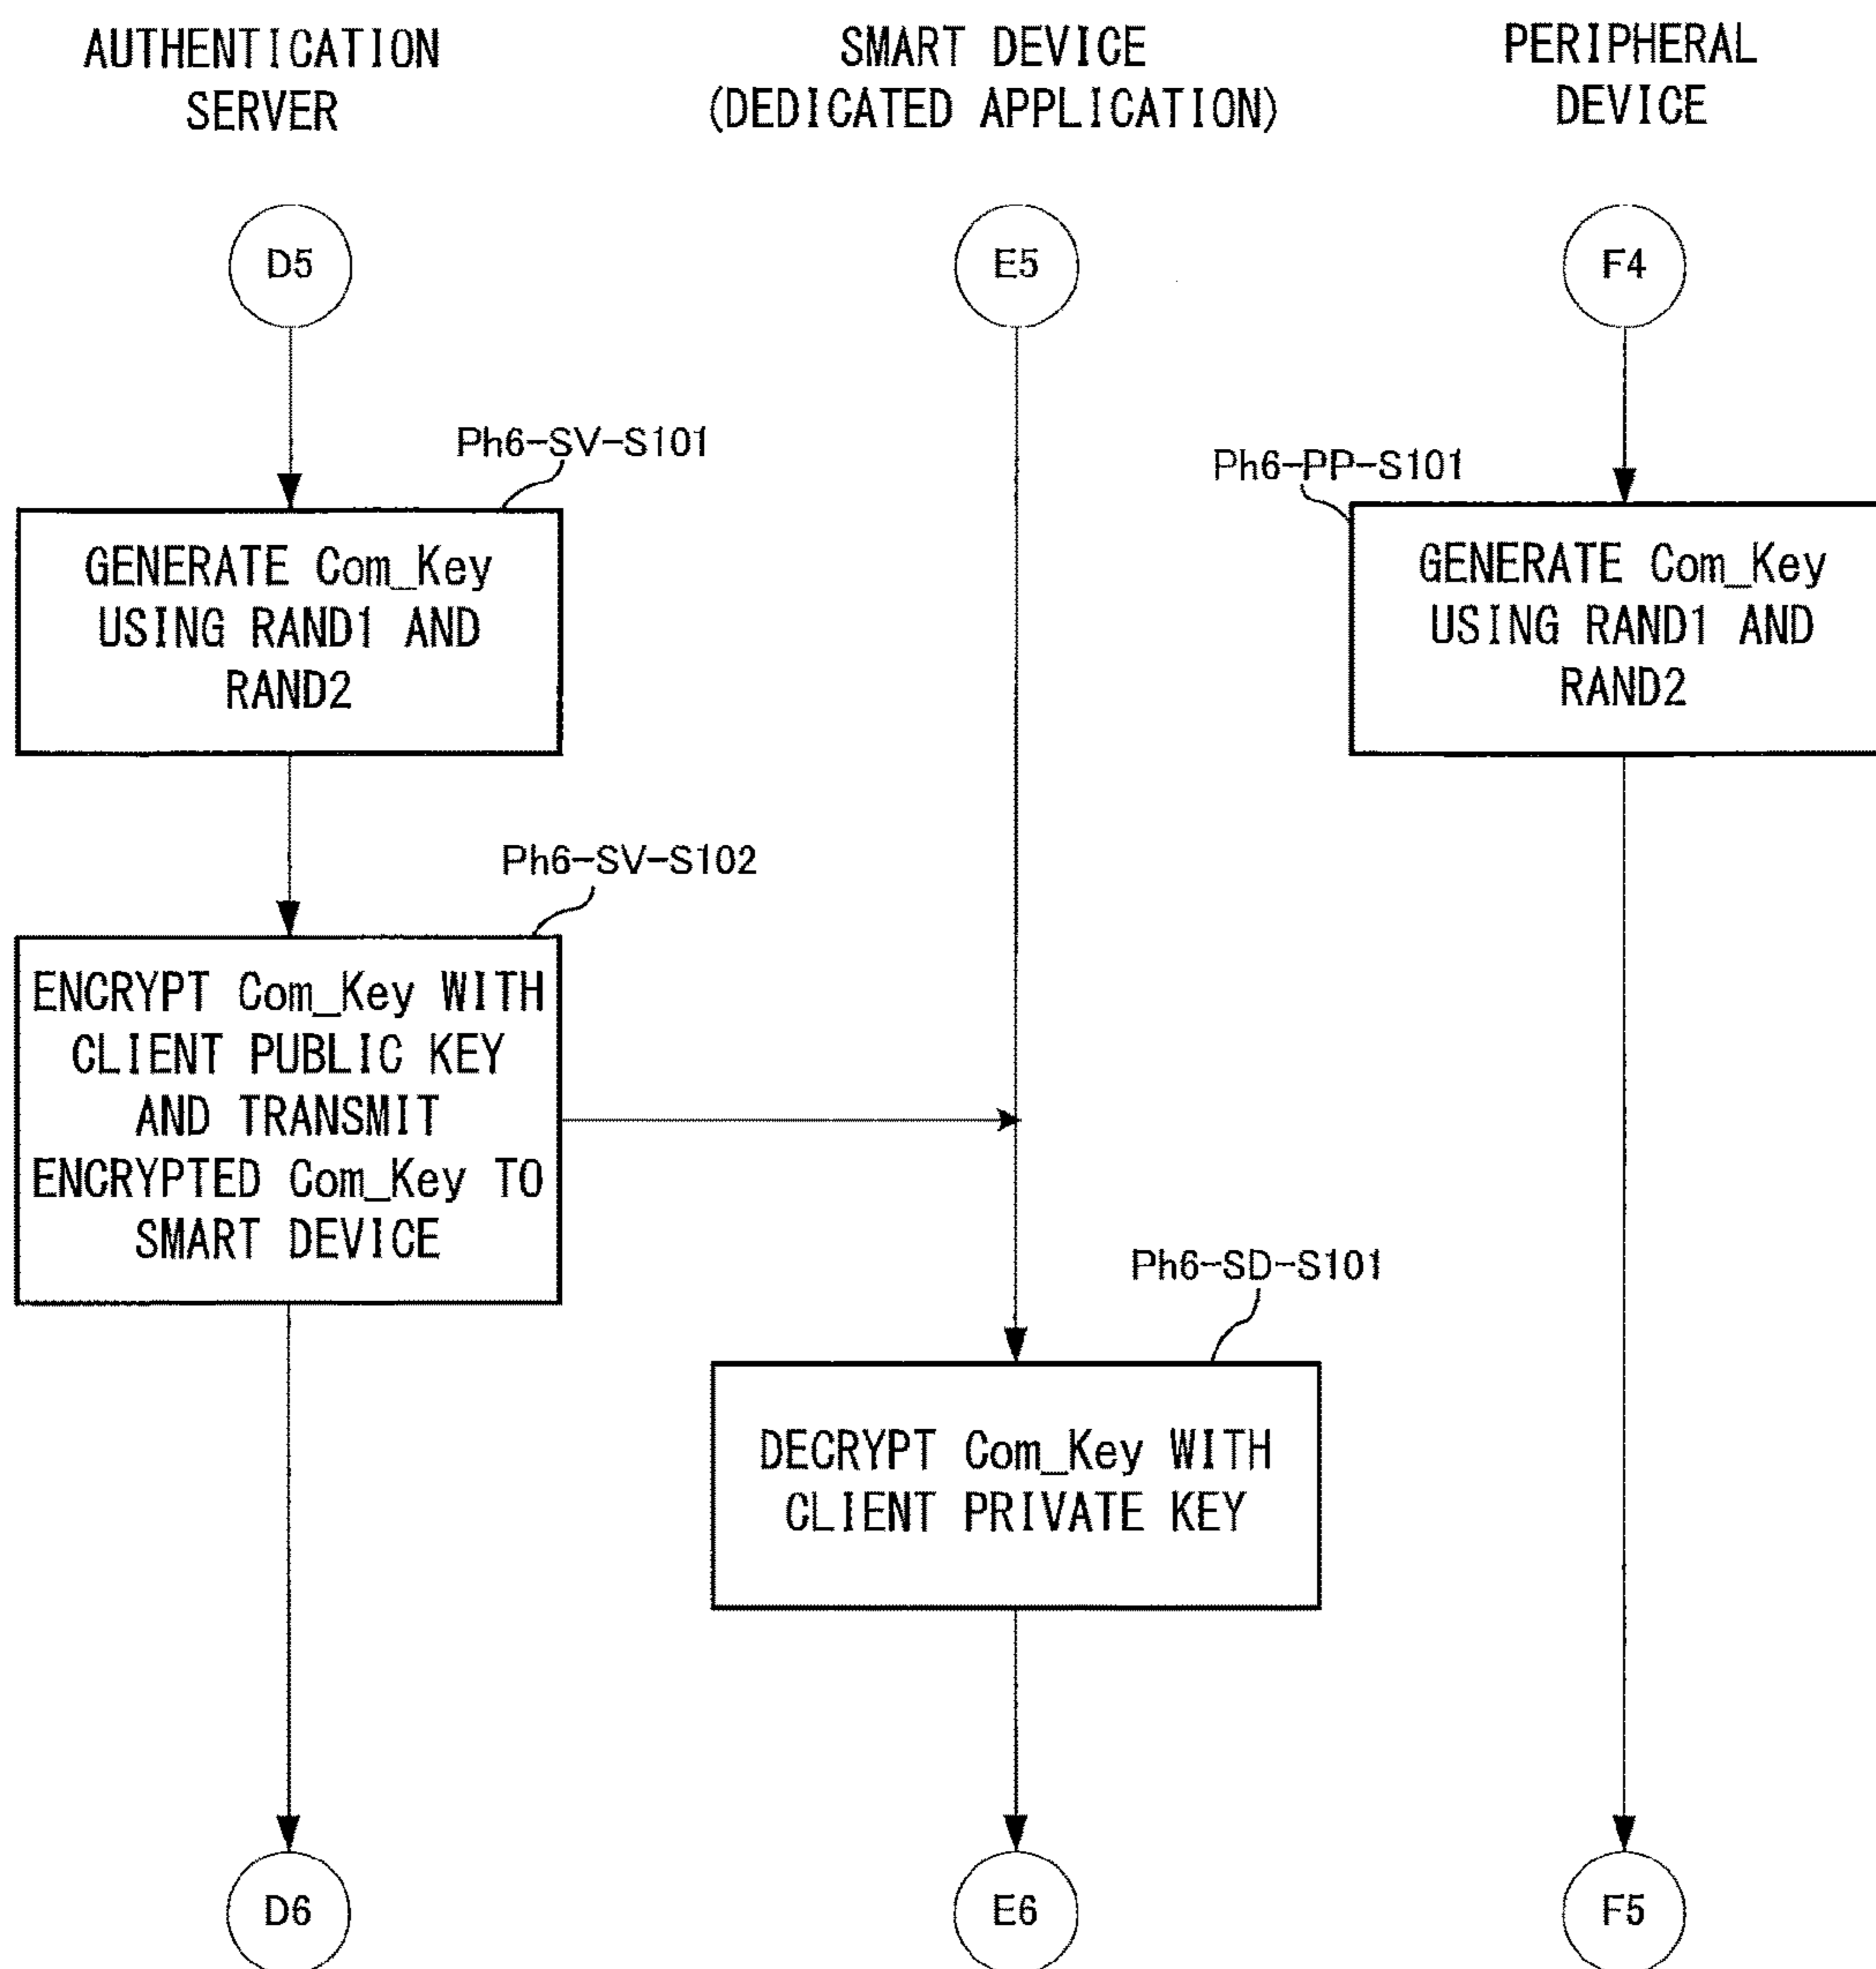 AUTHENTICATION
SERVER
SMART DEVICE
(DEDICATED APPLICATION)
PERIPHERAL
DEVICE
D5
E5
F4
Ph6-SV-S101
Ph6-PP-S101
GENERATE Com_Key
USING RAND1 AND
RAND2
GENERATE Com_Key
USING RAND1 AND
RAND2
Ph6-SV-S102
ENCRYPT Com_Key WITH
CLIENT PUBLIC KEY
AND TRANSMIT
ENCRYPTED Com_Key TO
SMART DEVICE
Ph6-SD-S101
DECRYPT Com_Key WITH
CLIENT PRIVATE KEY
D6
E6
F5